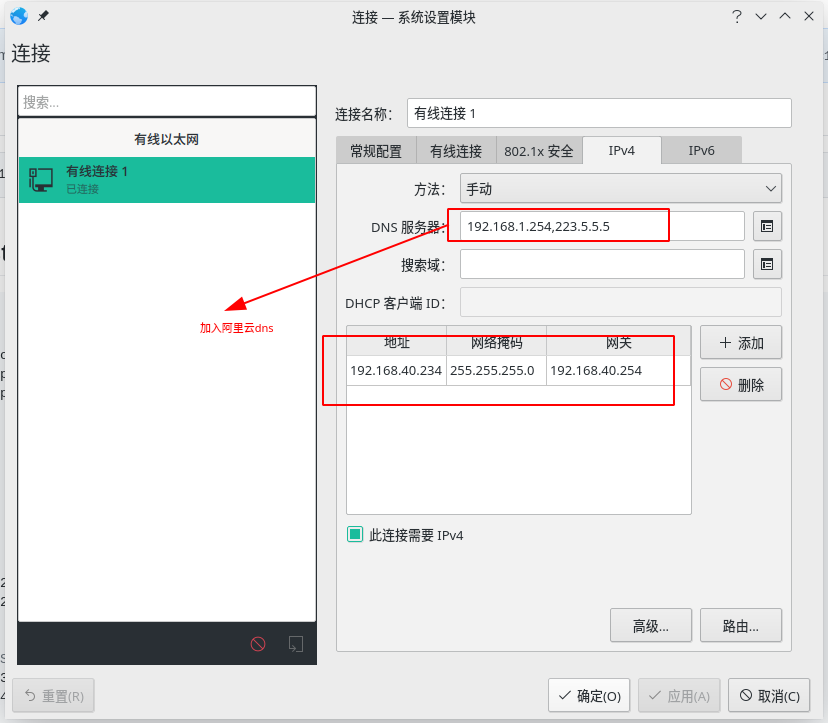 连接 — 系统设置模块
连接
搜索...
有线以太网
有线连接 1
已连接
连接名称：
有线连接 1
常规配置
有线连接
802.1x 安全
IPv4
IPv6
方法：
手动
DNS 服务器：
192.168.1.254,223.5.5.5
搜索域：
DHCP 客户端 ID：
加入阿里云dns
地址 网络掩码 网关
192.168.40.234 255.255.255.0 192.168.40.254
添加
删除
此连接需要 IPv4
高级...
路由...
重置(R)
确定(O)
应用(A)
取消(C)